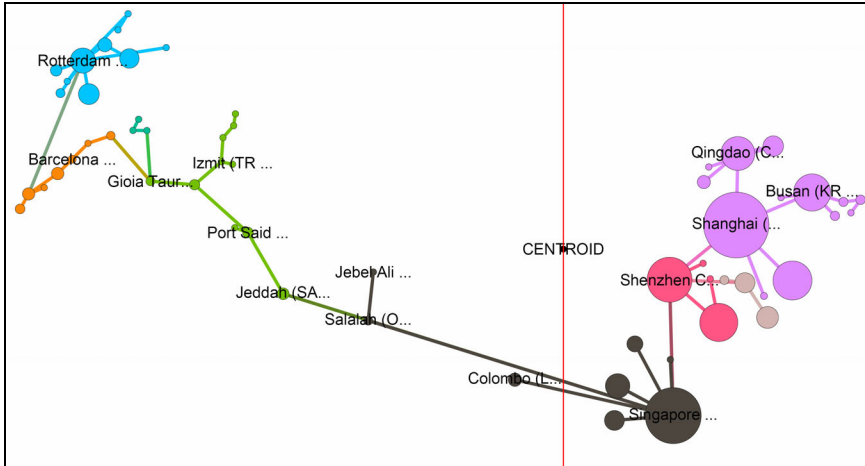 Rotterdam ...
Qingdao (C...
Barcelona ...
Izmit (TR ...
Gioia Taur...
Busan (KR ...
Shanghai (...
Port Said ...
CENTROID
Jebel Ali ...
Shenzhen C...
Jeddah (SA...
Salalah (O...
Colombo (L...
Singapore ...